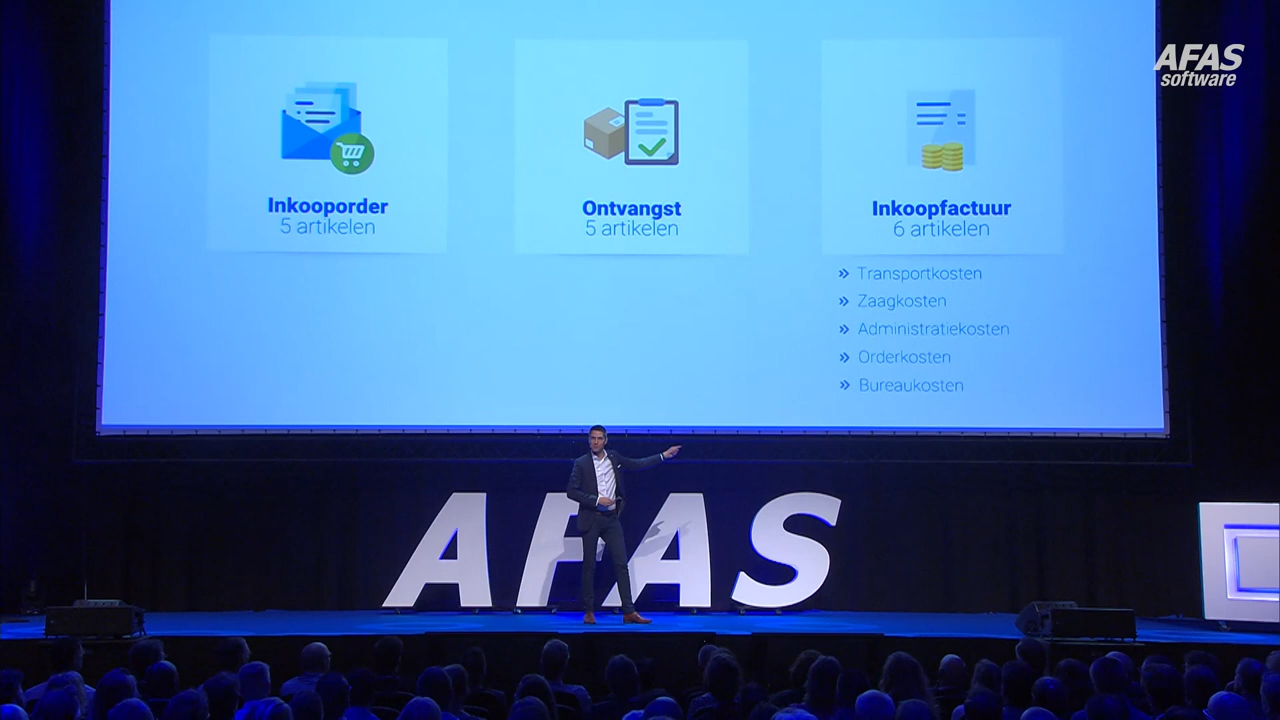 AFAS
software
Inkooporder
5 artikelen
Ontvangst
5 artikelen
Inkoopfactuur
6 artikelen
Transportkosten
Zaagkosten
Administratiekosten
Orderkosten
Bureaukosten
AFAS